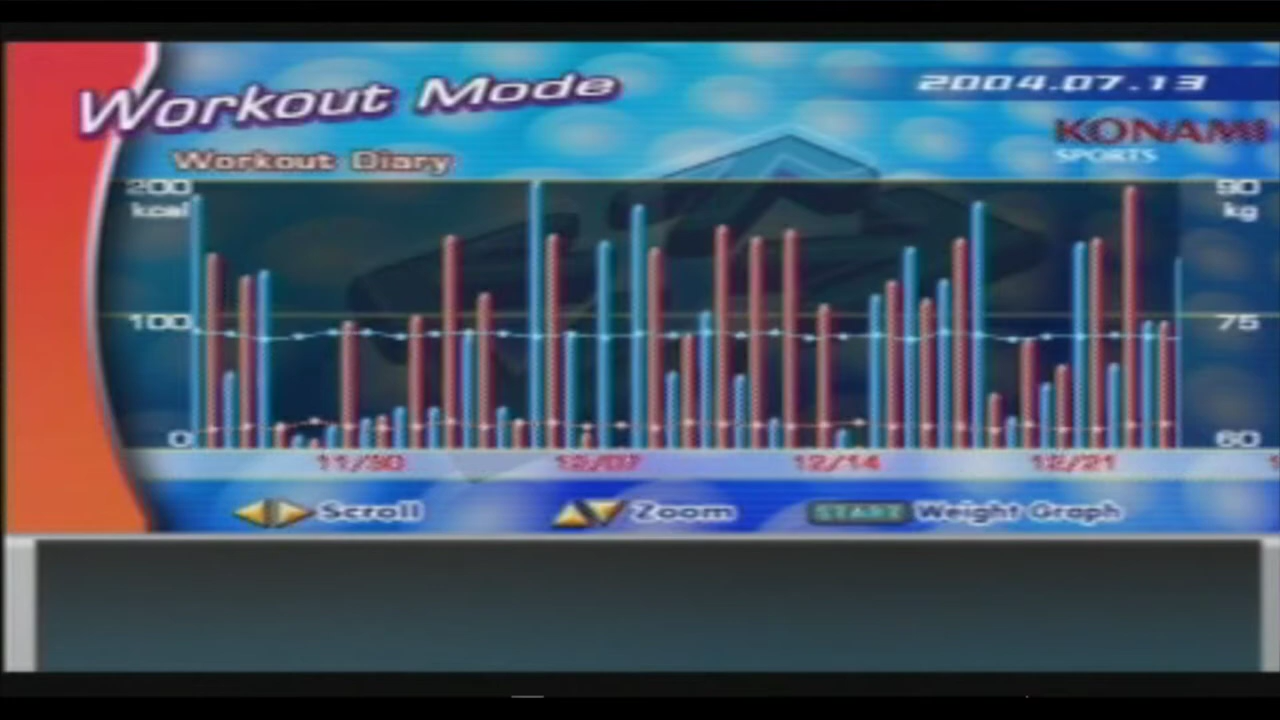 Workout Mode
2004.07.13
KONAMI
SPORTS
Workout Diary
200
kcal
90
kg
100
75
0
60
11/30 12/07 12/14 12/21
Scroll Zoom START Weight Graph